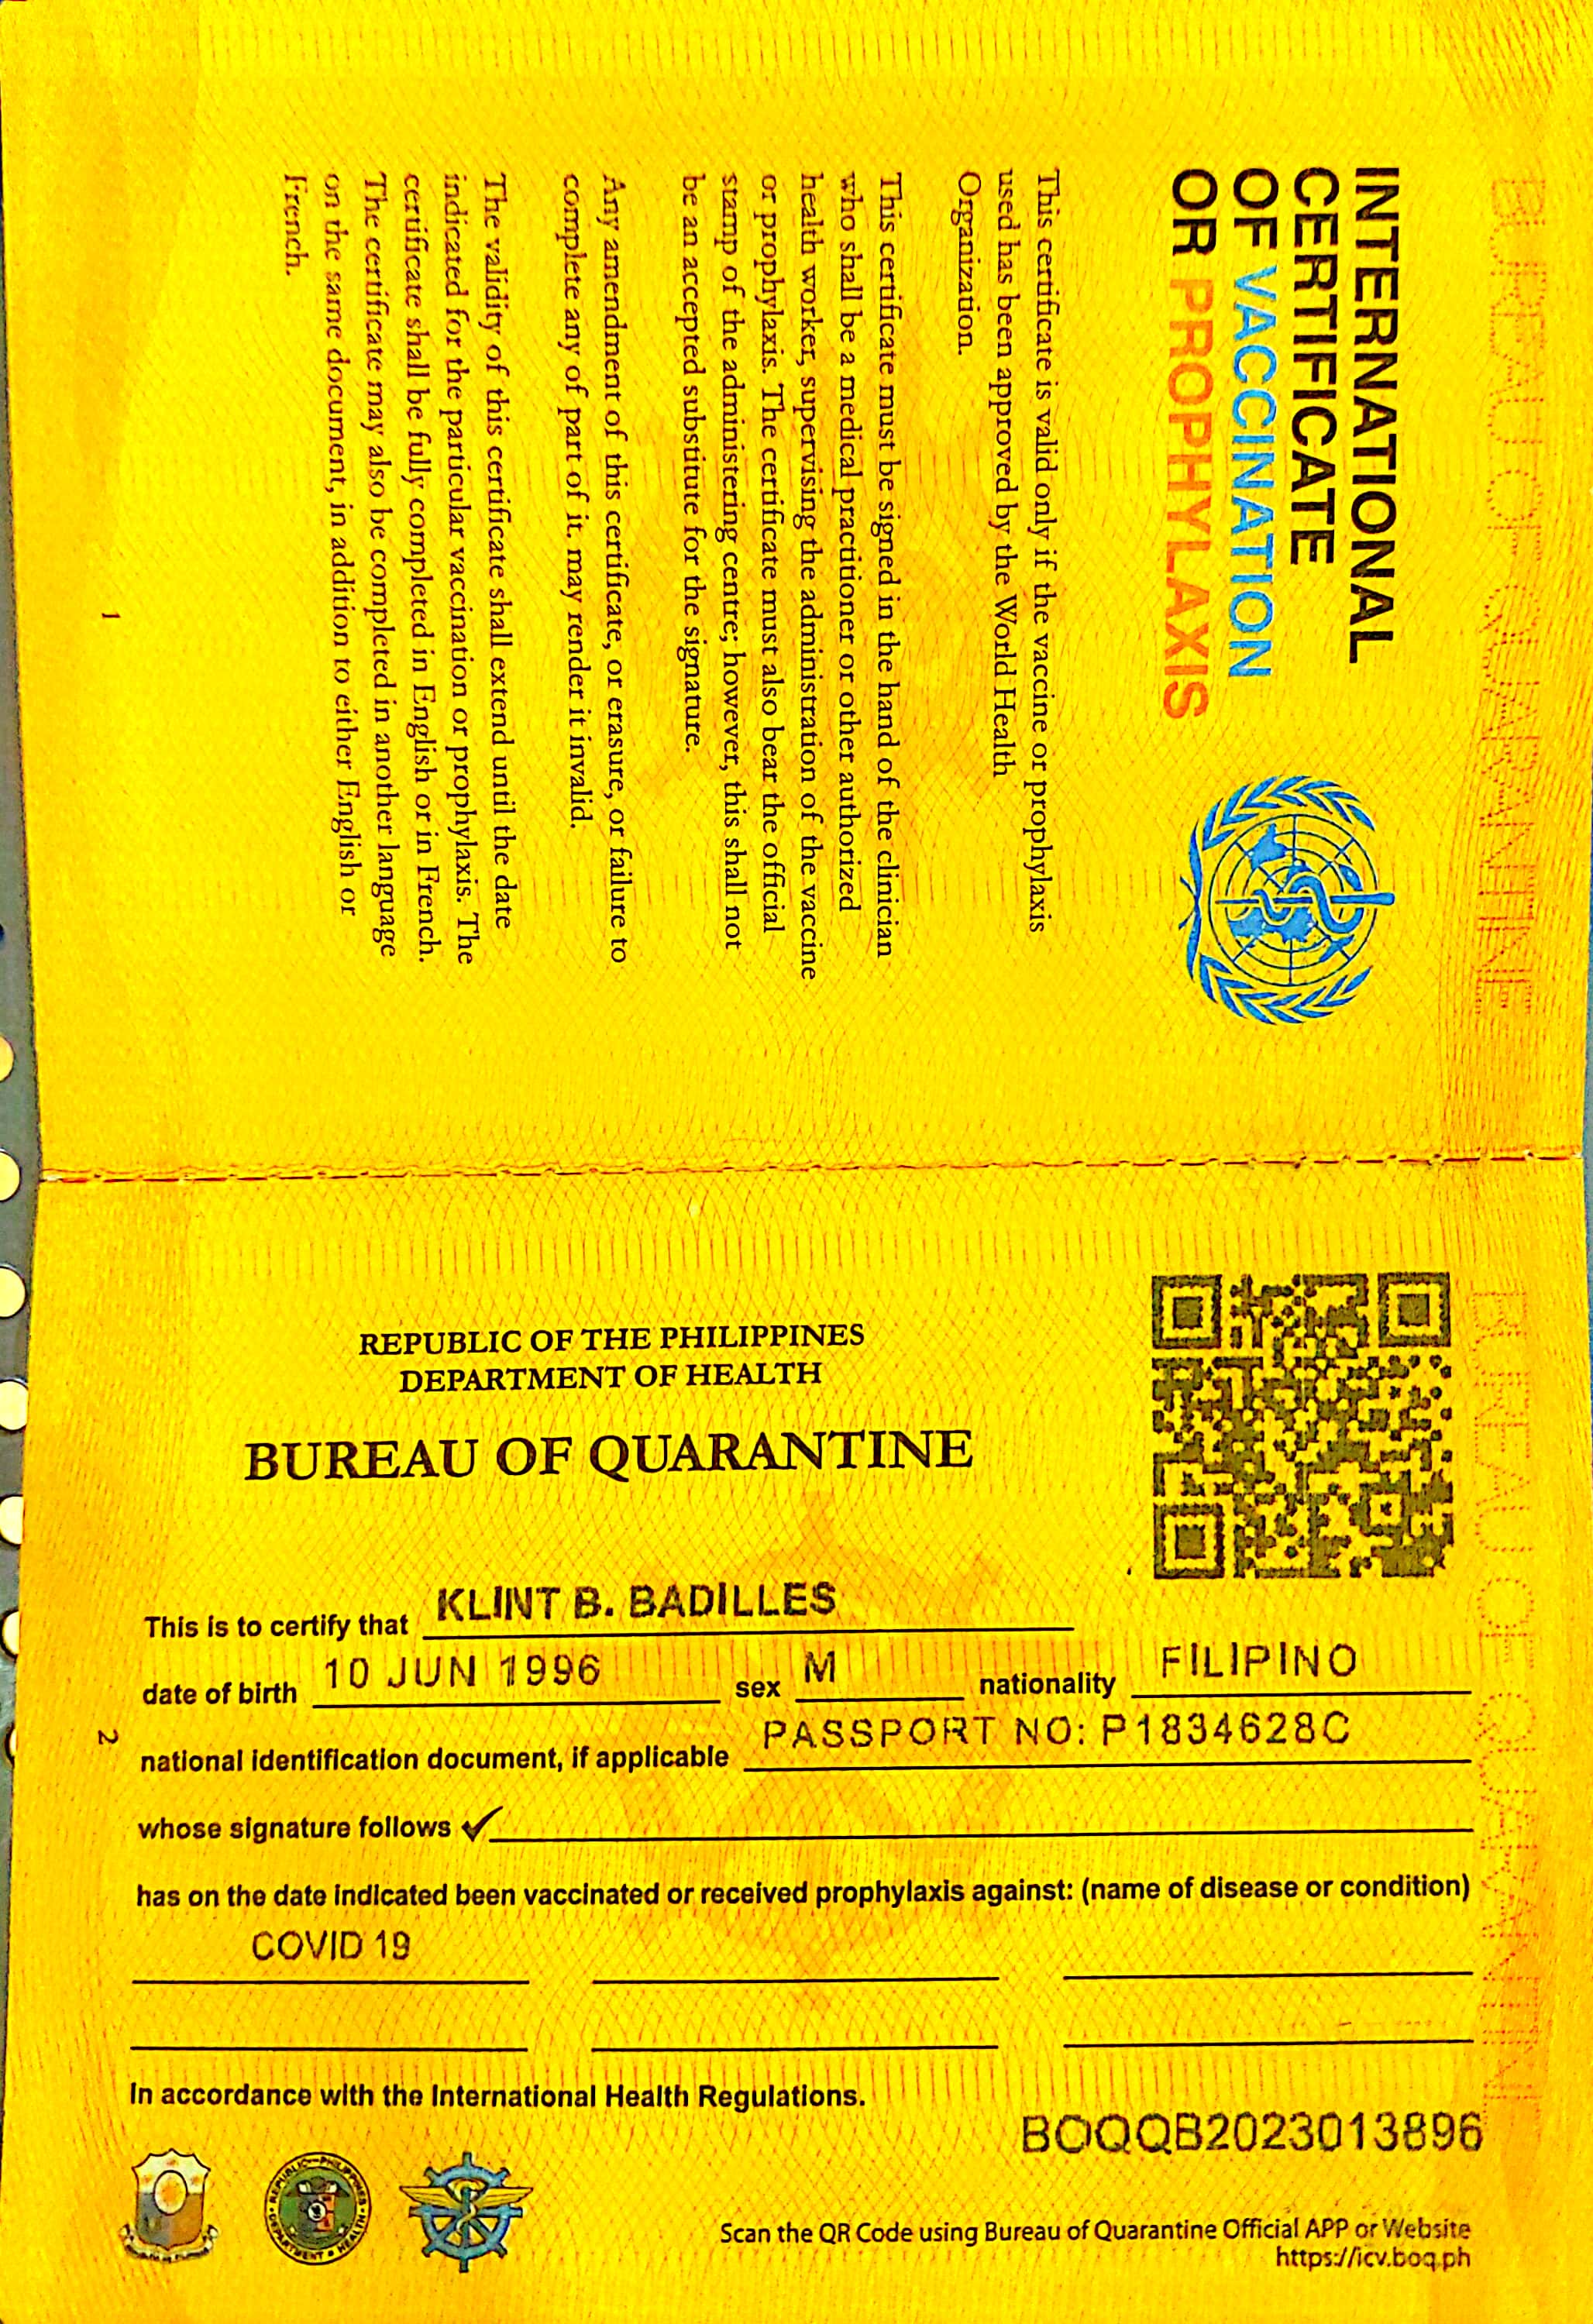 BUREAU OF QUARANTINE
INTERNATIONAL
CERTIFICATE
OF VACCINATION
OR PROPHYLAXIS
This certificate is valid only if the vaccine or prophylaxis
used has been approved by the World Health
Organization.
This certificate must be signed in the hand of the clinician
who shall be a medical practitioner or other authorized
health worker, supervising the administration of the vaccine
or prophylaxis. The certificate must also bear the official
stamp of the administering centre; however, this shall not
be an accepted substitute for the signature.
Any amendment of this certificate, or erasure, or failure to
complete any of part of it. may render it invalid.
The validity of this certificate shall extend until the date
indicated for the particular vaccination or prophylaxis. The
certificate shall be fully completed in English or in French.
The certificate may also be completed in another language
on the same document, in addition to either English or
French.
1
BUREAU OF QUARANTINE
REPUBLIC OF THE PHILIPPINES
DEPARTMENT OF HEALTH
BUREAU OF QUARANTINE
This is to certify that KLINT B. BADILLES
date of birth 10 JUN 1996 sex M nationality FILIPINO
national identification document, if applicable PASSPORT NO: P1834628C
whose signature follows ✓
has on the date indicated been vaccinated or received prophylaxis against: (name of disease or condition)
COVID 19
In accordance with the International Health Regulations.
BOQQB2023013896
Scan the QR Code using Bureau of Quarantine Official APP or Website
https://icv.boq.ph
2